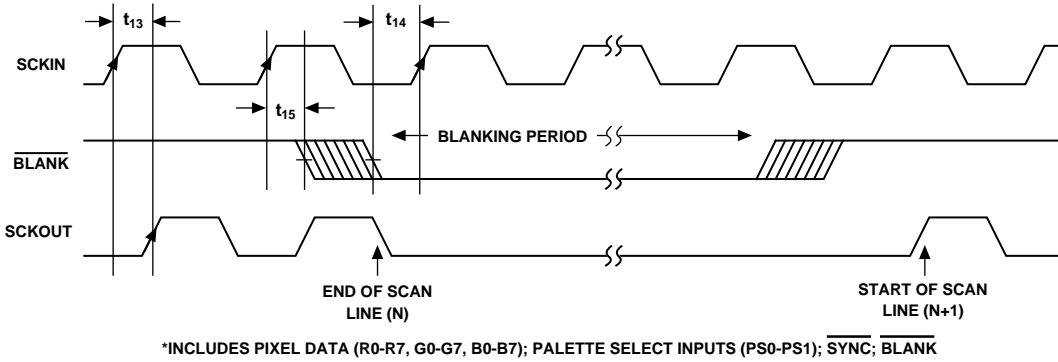 t13
t14
SCKIN
t15
BLANKING PERIOD
BLANK
SCKOUT
END OF SCAN
LINE (N)
START OF SCAN
LINE (N+1)
*INCLUDES PIXEL DATA (R0-R7, G0-G7, B0-B7); PALETTE SELECT INPUTS (PS0-PS1); SYNC; BLANK